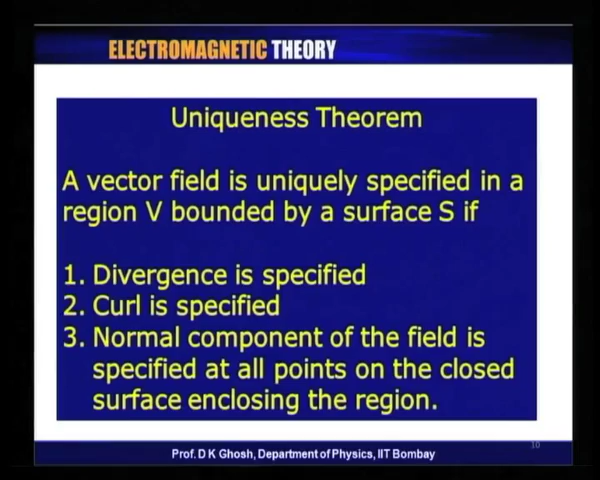 ELECTROMAGNETIC THEORY
Uniqueness Theorem
A vector field is uniquely specified in a
region V bounded by a surface S if
1. Divergence is specified
2. Curl is specified
3. Normal component of the field is
specified at all points on the closed
surface enclosing the region.
10
Prof. D K Ghosh, Department of Physics, IIT Bombay